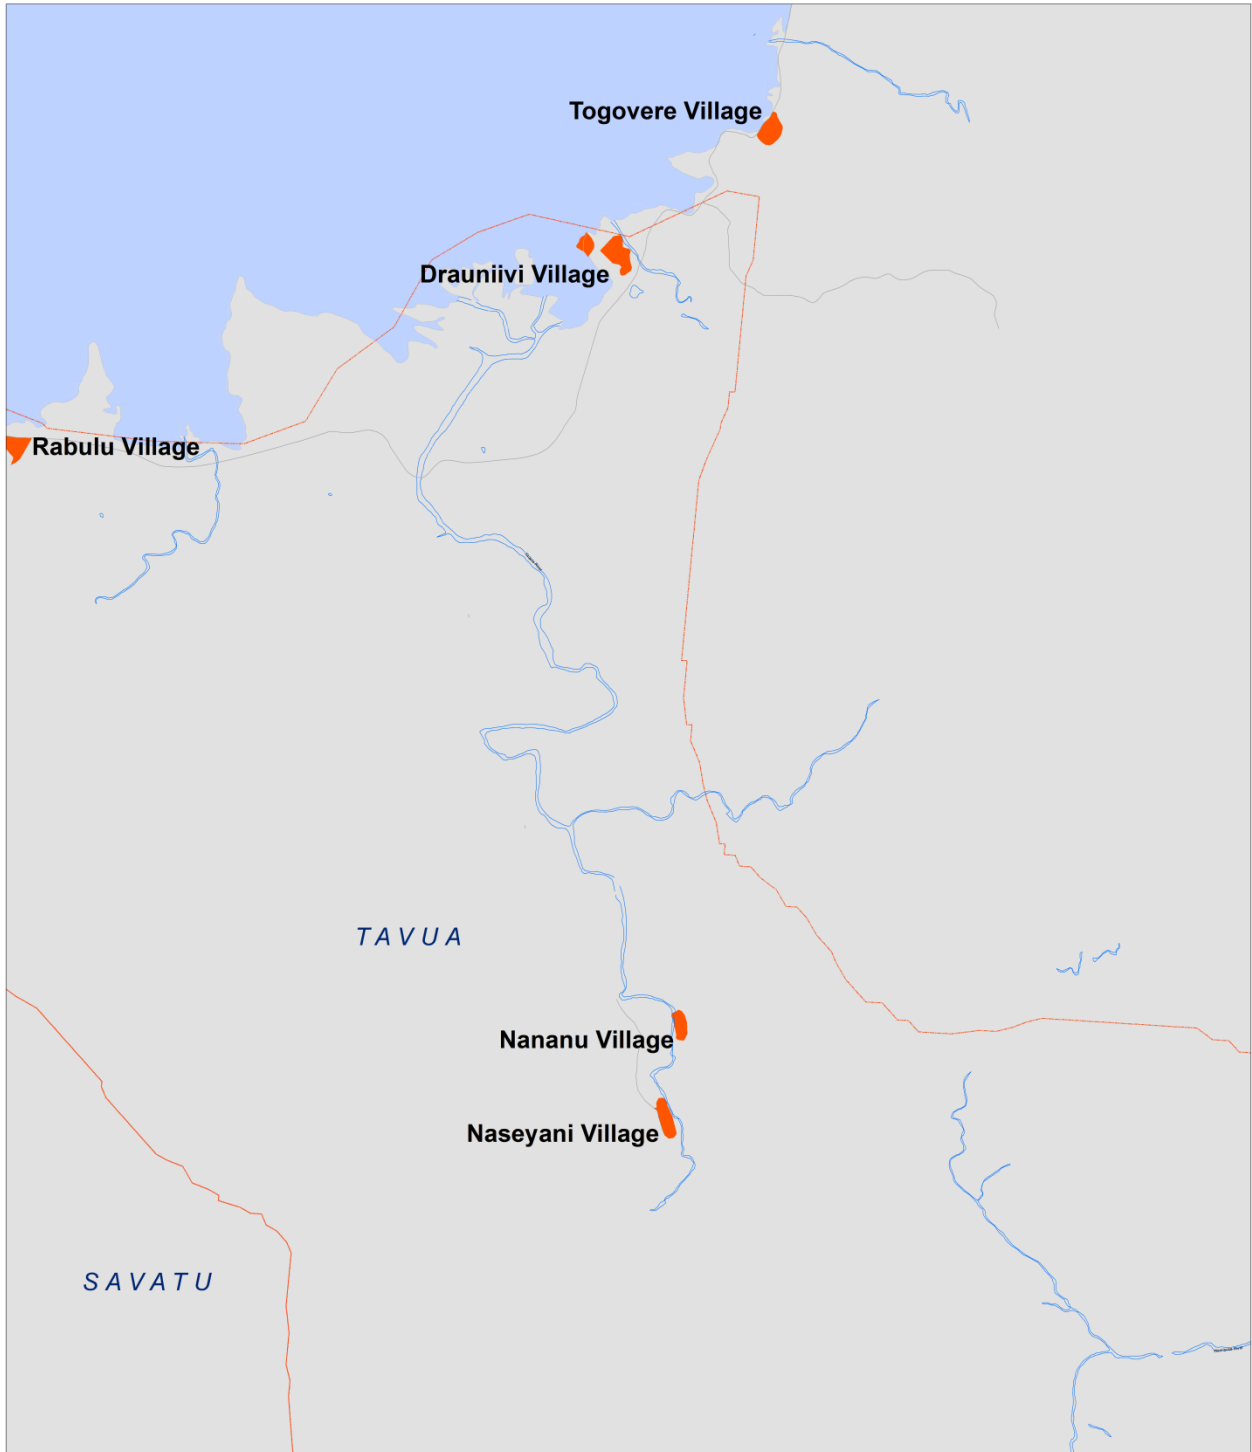 Togovere Village
Drauniivi Village
Rabulu Village
TAVUA
Nananu Village
Naseyani Village
SAVATU